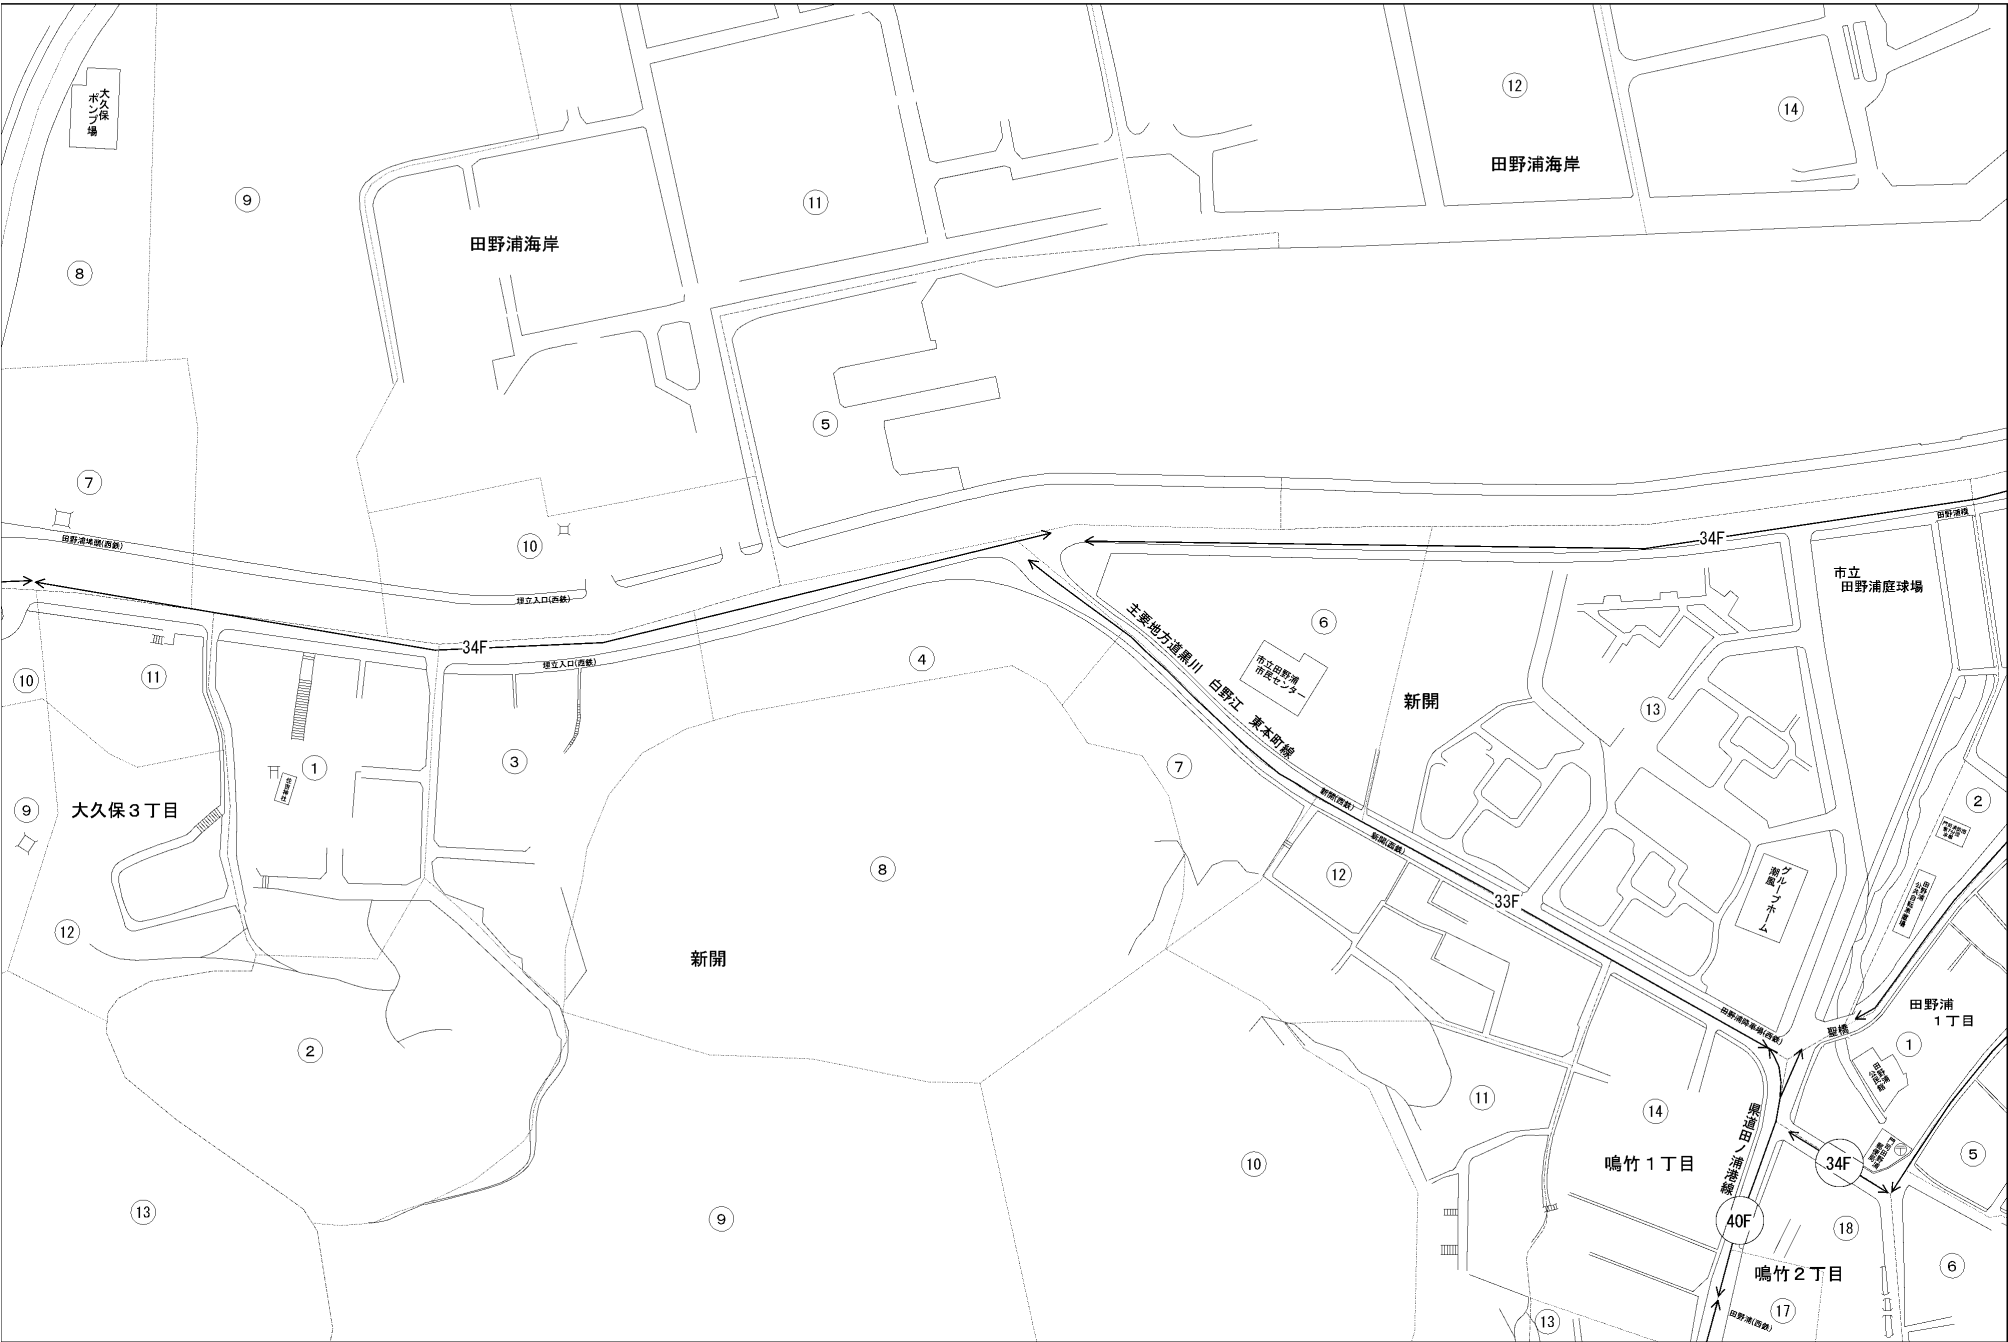 大久保
ポンプ場
⑨
⑧
田野浦海岸
⑪
⑫
田野浦海岸
⑭
⑤
⑦
田野浦埠頭(西鉄)
⑩
埋立入口(西鉄)
34F
埋立入口(西鉄)
④
34F
田野浦橋
市立
田野浦庭球場
⑥
主要地方道黒川 白野江 東本町線
市立田野浦
市民センター
新開
⑬
⑩
⑪
①
住吉神社
③
⑨
大久保3丁目
⑦
新開(西鉄)
新開(西鉄)
②
⑧
⑫
33F
グループホーム
潮風
田野浦
⑫
新開
田野浦降車場(西鉄)
聖橋
田野浦
1丁目
②
①
⑪
⑭
鳴竹1丁目
県道田ノ浦港線
34F
⑤
⑬
⑨
⑩
40F
⑱
⑥
鳴竹2丁目
⑰
⑬
田野浦(西鉄)